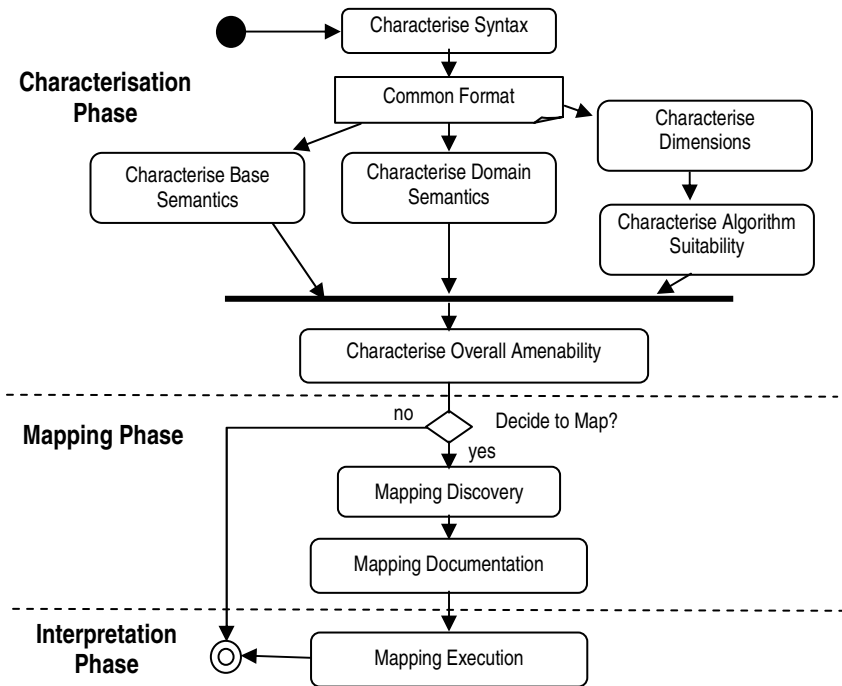 Characterise Syntax
Characterisation
Phase
Common Format
Characterise
Dimensions
Characterise Base
Semantics
Characterise Domain
Semantics
Characterise Algorithm
Suitability
Characterise Overall Amenability
Mapping Phase
no
Decide to Map?
yes
Mapping Discovery
Mapping Documentation
Interpretation
Phase
Mapping Execution